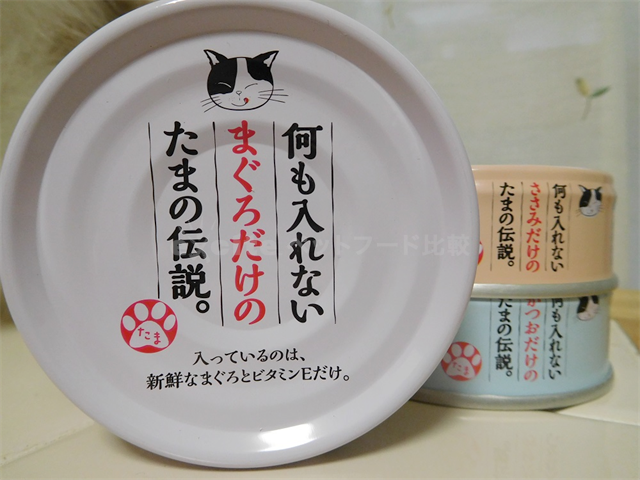 何も入れない
まぐろだけの
たまの伝説。
たま
入っているのは、
新鮮なまぐろとビタミンEだけ。
何も入れない
ささみだけの
たまの伝説。
何も入れない
かつおだけの
たまの伝説。
たま